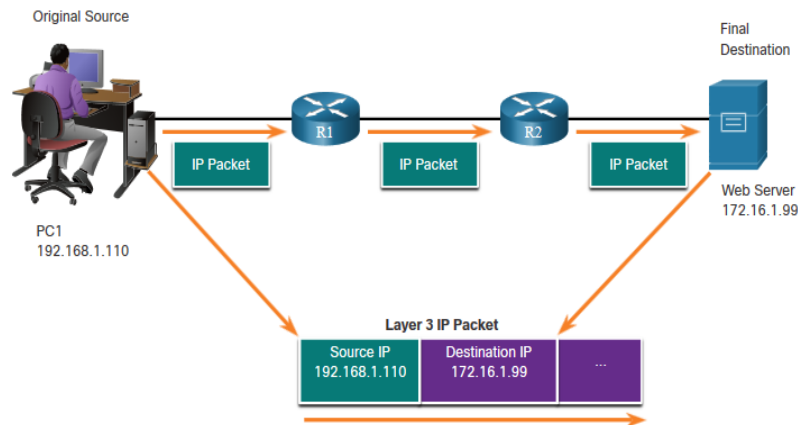 Original Source
Final
Destination
R1
R2
IP Packet
IP Packet
IP Packet
Web Server
172.16.1.99
PC1
192.168.1.110
Layer 3 IP Packet
Source IP
192.168.1.110
Destination IP
172.16.1.99
...